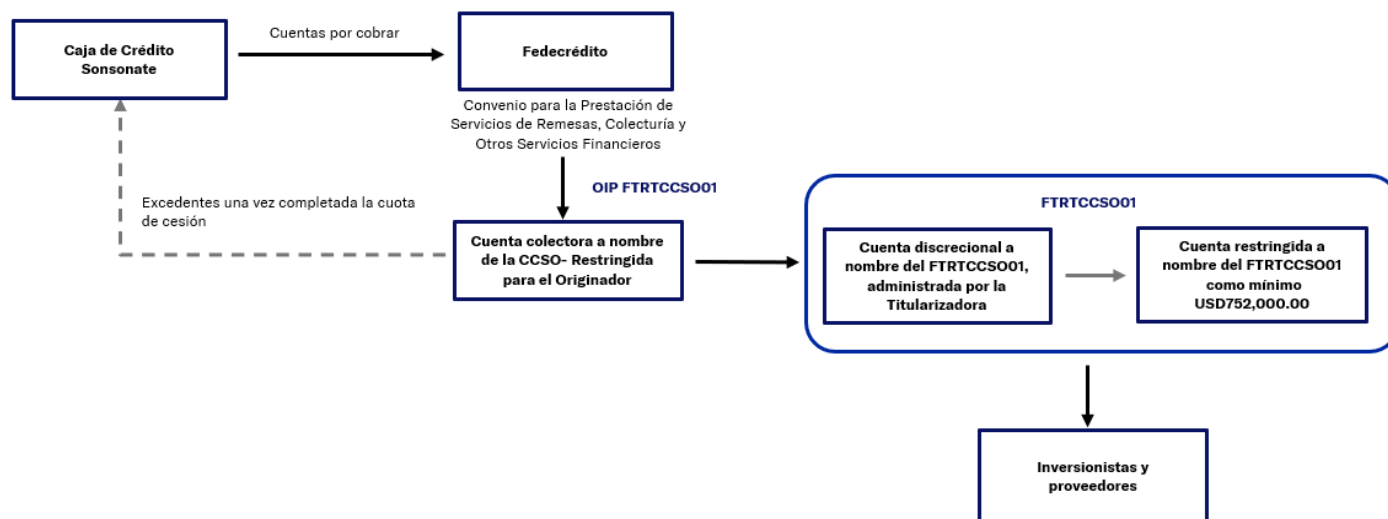 Caja de Crédito
Sonsonate
Cuentas por cobrar
Fedecrédito
Convenio para la Prestación de
Servicios de Remesas, Colecturía y
Otros Servicios Financieros
OIP FTRTCCSO01
Excedentes una vez completada la cuota
de cesión
Cuenta colectora a nombre
de la CCSO- Restringida
para el Originador
FTRTCCSO01
Cuenta discrecional a
nombre del FTRTCCSO01,
administrada por la
Titularizadora
Cuenta restringida a
nombre del FTRTCCSO01
como mínimo
USD752,000.00
Inversionistas y
proveedores